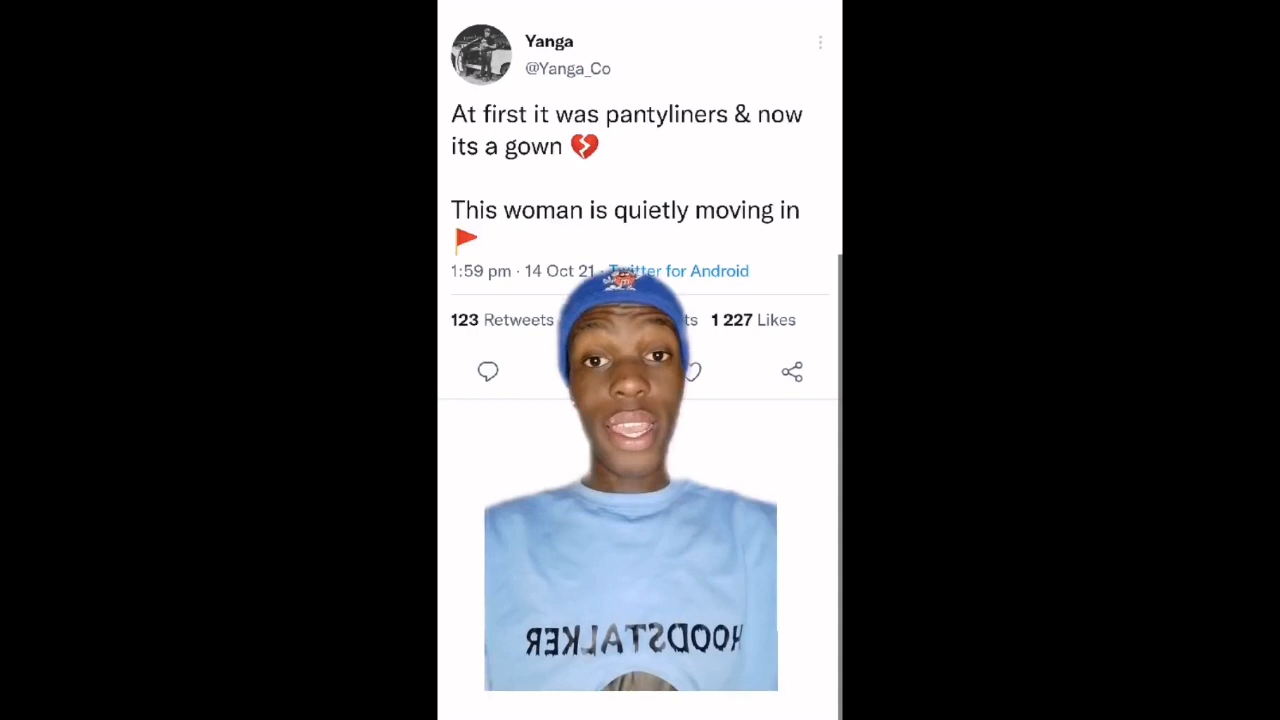 Yanga
@Yanga_Co
At first it was pantyliners & now
its a gown 💔
This woman is quietly moving in
🚩
1:59 pm · 14 Oct 21 · Twitter for Android
123 Retweets ts 1 227 Likes
HOODSTALKER